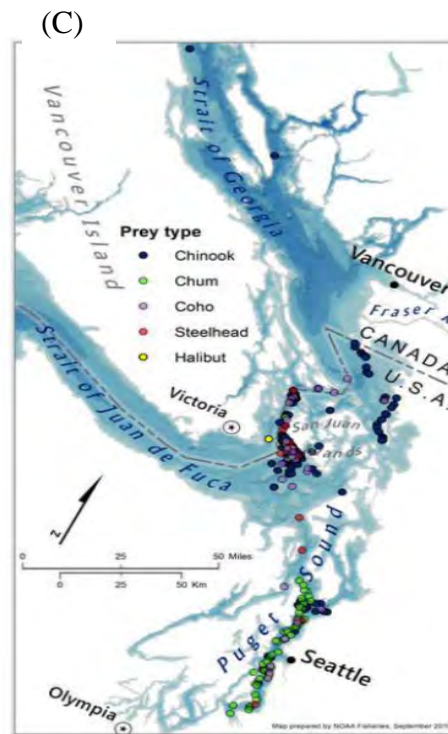 (C)
Strait of Georgia
Vancouver Island
Prey type
Chinook
Chum
Coho
Steelhead
Halibut
Vancouver
Fraser
CANADA
U.S.A.
Victoria
San Juan
Strait of Juan de Fuca
N
0 25 50 Miles
0 25 50 Km
Puget Sound
Seattle
Olympia
Map prepared by NOAA Fisheries, September